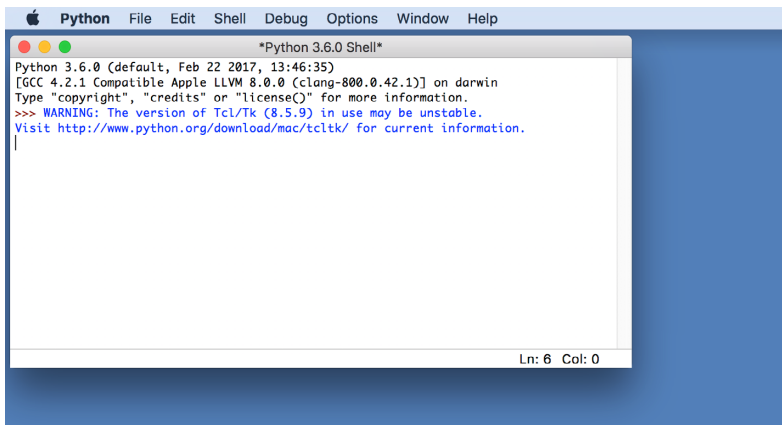 Python File Edit Shell Debug Options Window Help
*Python 3.6.0 Shell*
Python 3.6.0 (default, Feb 22 2017, 13:46:35)
[GCC 4.2.1 Compatible Apple LLVM 8.0.0 (clang-800.0.42.1)] on darwin
Type "copyright", "credits" or "license()" for more information.
>>> WARNING: The version of Tcl/Tk (8.5.9) in use may be unstable.
Visit http://www.python.org/download/mac/tcltk/ for current information.
Ln: 6 Col: 0